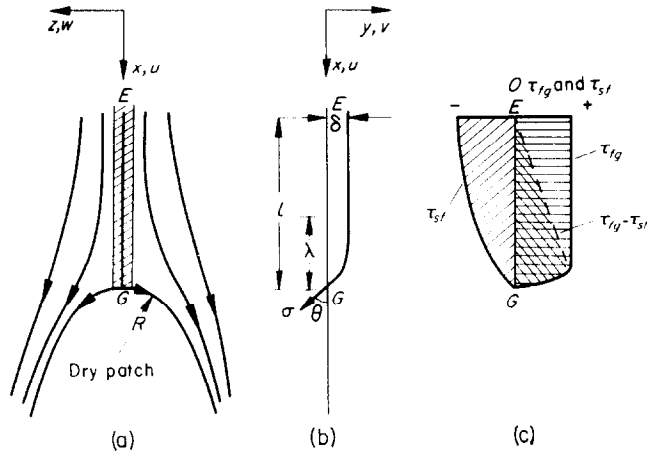 z,w
x,u
E
G
R
Dry patch
(a)
y,v
x,u
E
δ
l
λ
σ
θ
G
(b)
O τfg and τsf
- E +
τfg
τsf
τfg-τsf
G
(c)